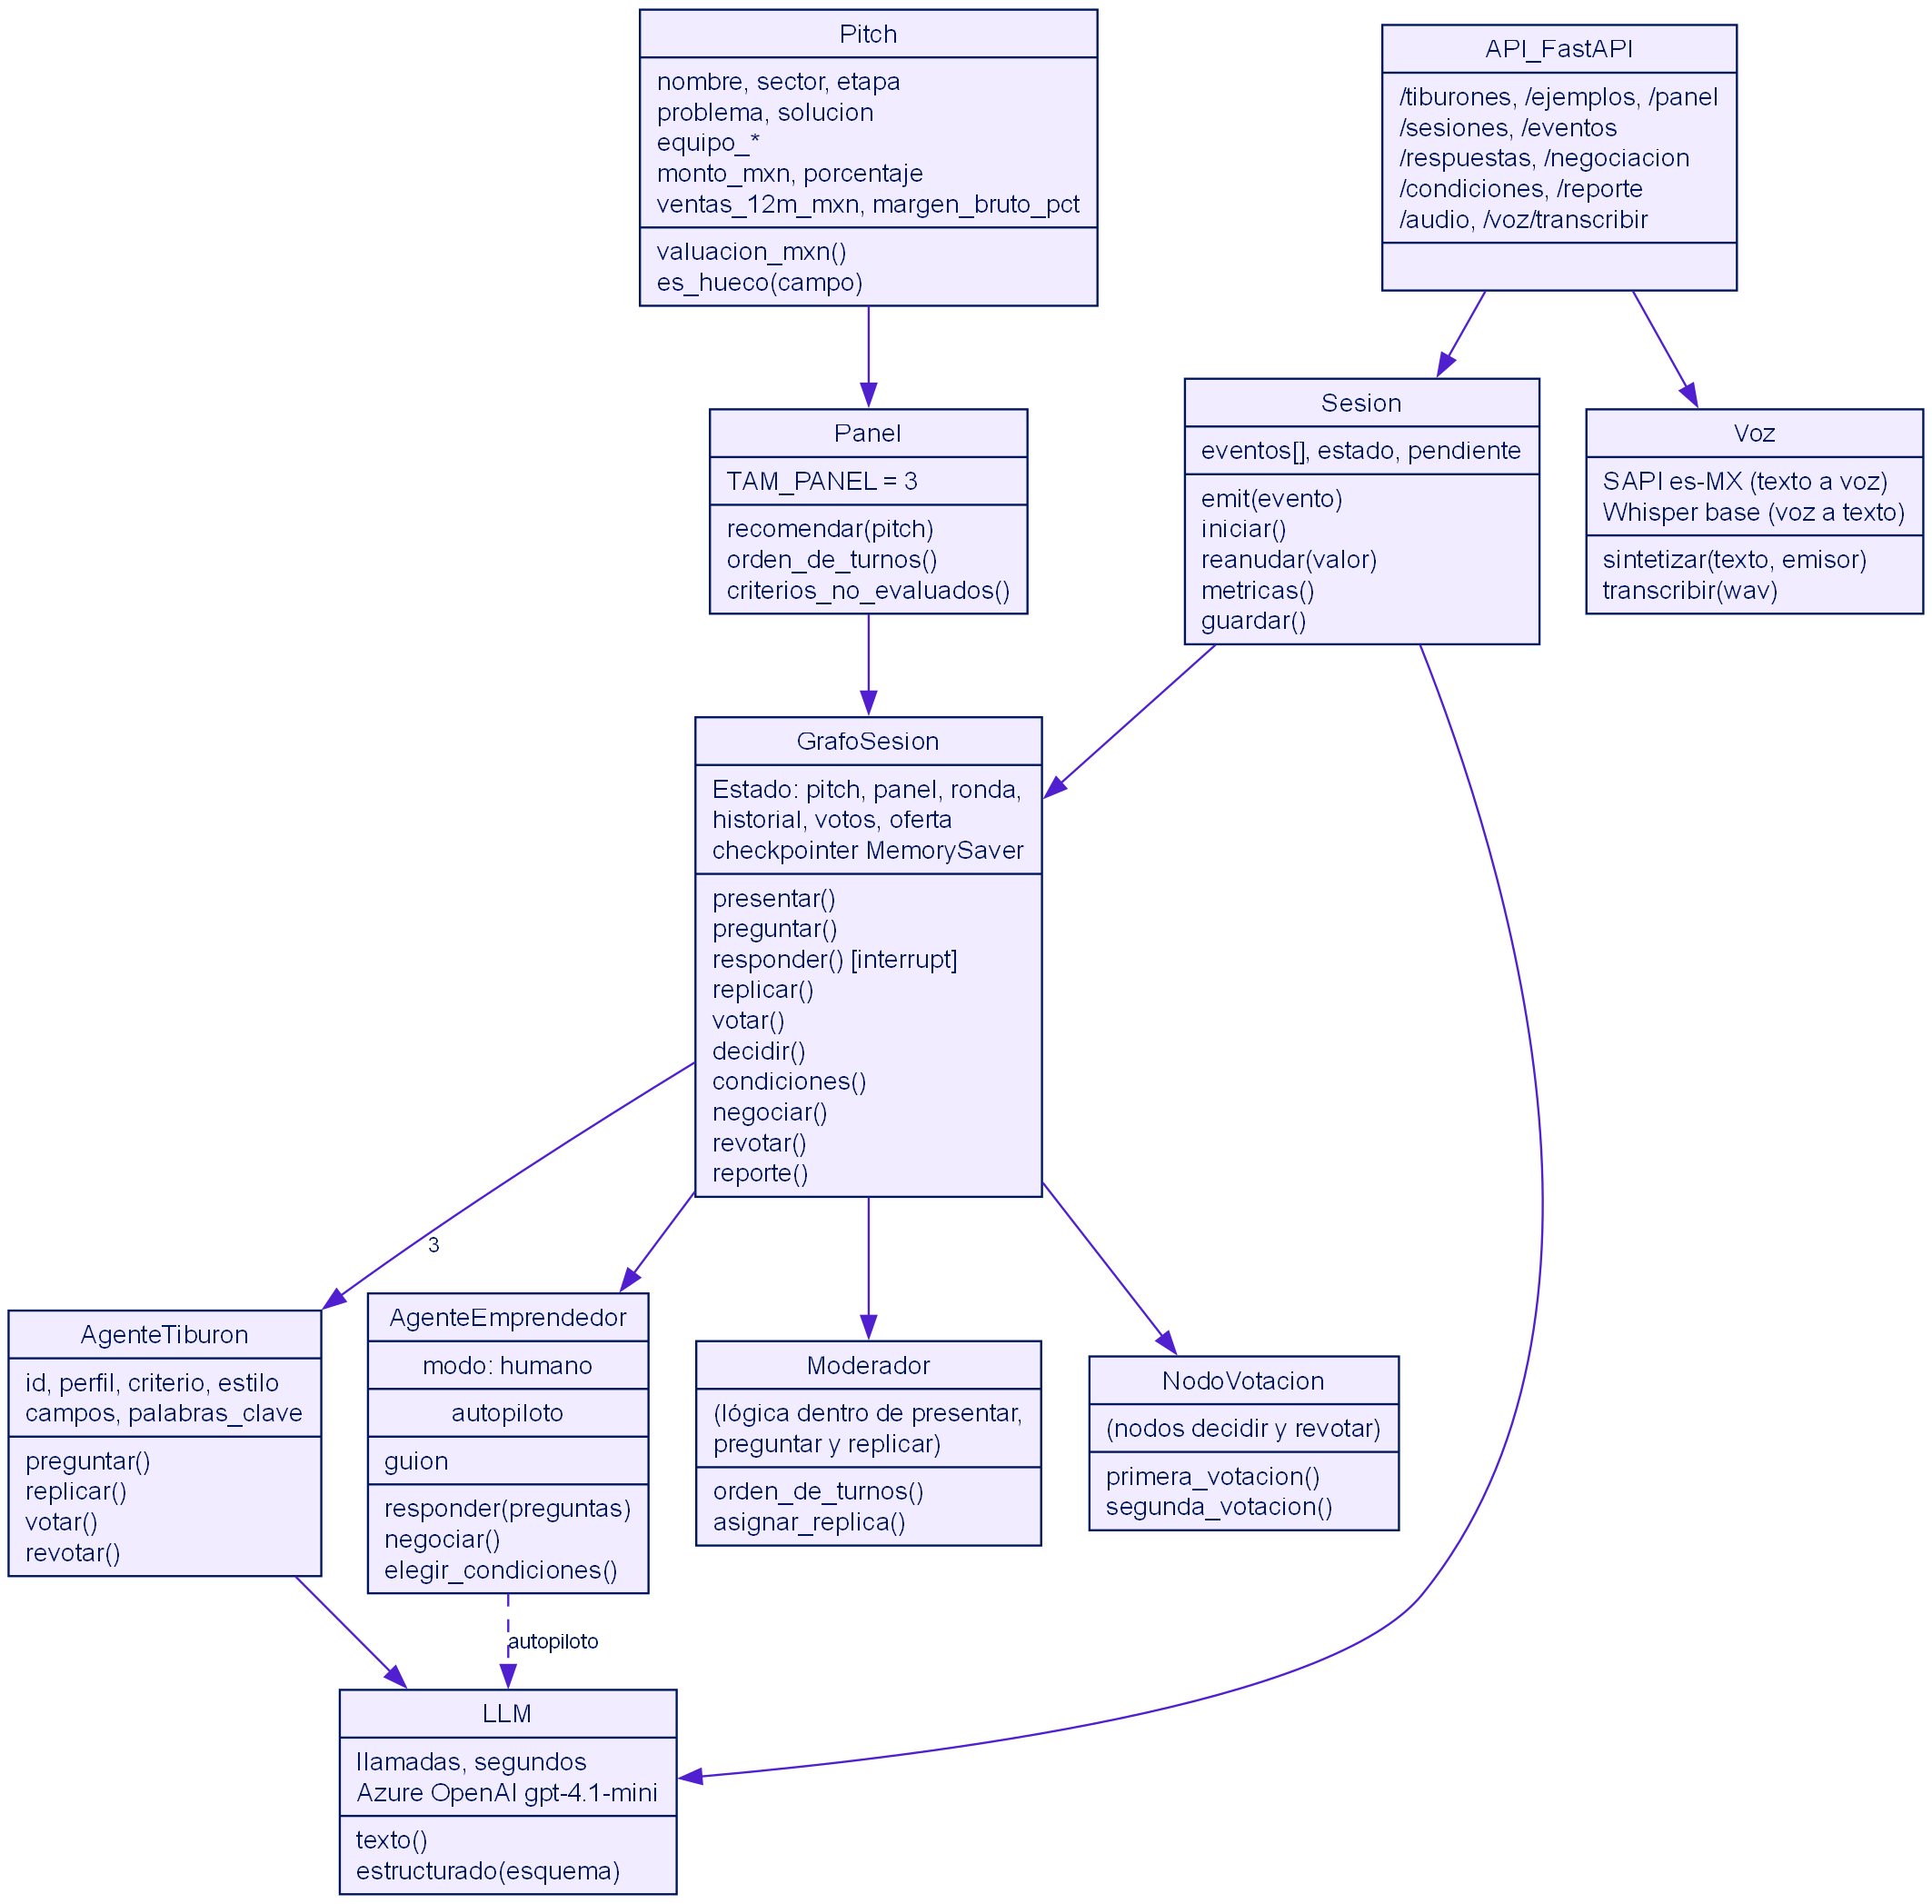 Pitch
nombre, sector, etapa
problema, solucion
equipo_*
monto_mxn, porcentaje
ventas_12m_mxn, margen_bruto_pct
valuacion_mxn()
es_hueco(campo)
API_FastAPI
/tiburones, /ejemplos, /panel
/sesiones, /eventos
/respuestas, /negociacion
/condiciones, /reporte
/audio, /voz/transcribir
Panel
TAM_PANEL = 3
recomendar(pitch)
orden_de_turnos()
criterios_no_evaluados()
Sesion
eventos[], estado, pendiente
emit(evento)
iniciar()
reanudar(valor)
metricas()
guardar()
Voz
SAPI es-MX (texto a voz)
Whisper base (voz a texto)
sintetizar(texto, emisor)
transcribir(wav)
GrafoSesion
Estado: pitch, panel, ronda,
historial, votos, oferta
checkpointer MemorySaver
presentar()
preguntar()
responder() [interrupt]
replicar()
votar()
decidir()
condiciones()
negociar()
revotar()
reporte()
3
AgenteTiburon
id, perfil, criterio, estilo
campos, palabras_clave
preguntar()
replicar()
votar()
revotar()
AgenteEmprendedor
modo: humano
autopiloto
guion
responder(preguntas)
negociar()
elegir_condiciones()
Moderador
(lógica dentro de presentar,
preguntar y replicar)
orden_de_turnos()
asignar_replica()
NodoVotacion
(nodos decidir y revotar)
primera_votacion()
segunda_votacion()
autopiloto
LLM
llamadas, segundos
Azure OpenAI gpt-4.1-mini
texto()
estructurado(esquema)